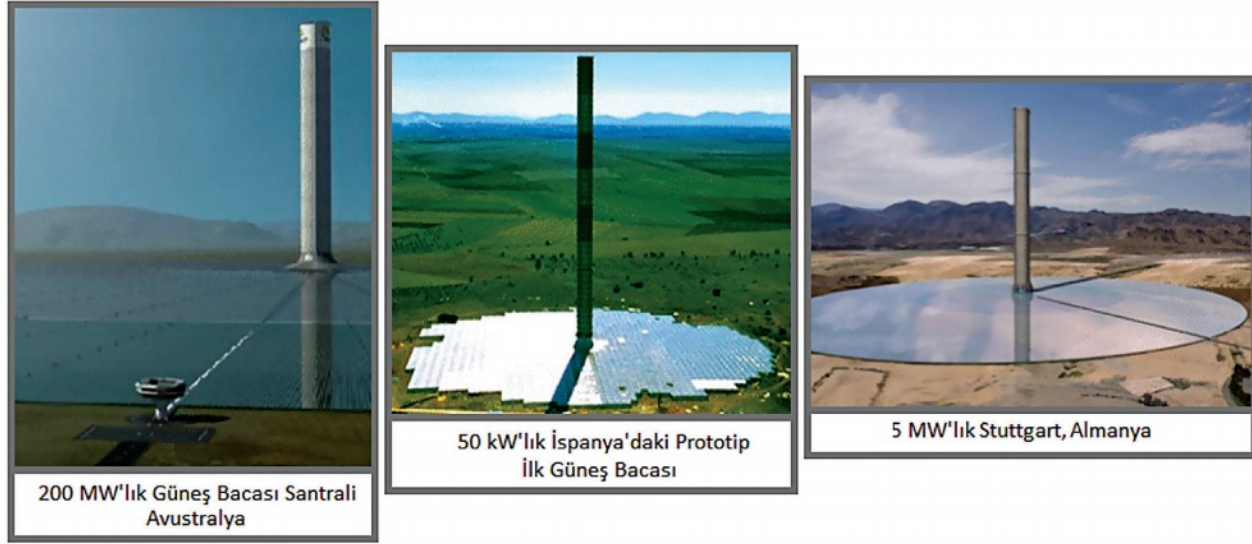 200 MW'lık Güneş Bacası Santrali
Avustralya
50 kW'lık İspanya'daki Prototip
İlk Güneş Bacası
5 MW'lık Stuttgart, Almanya